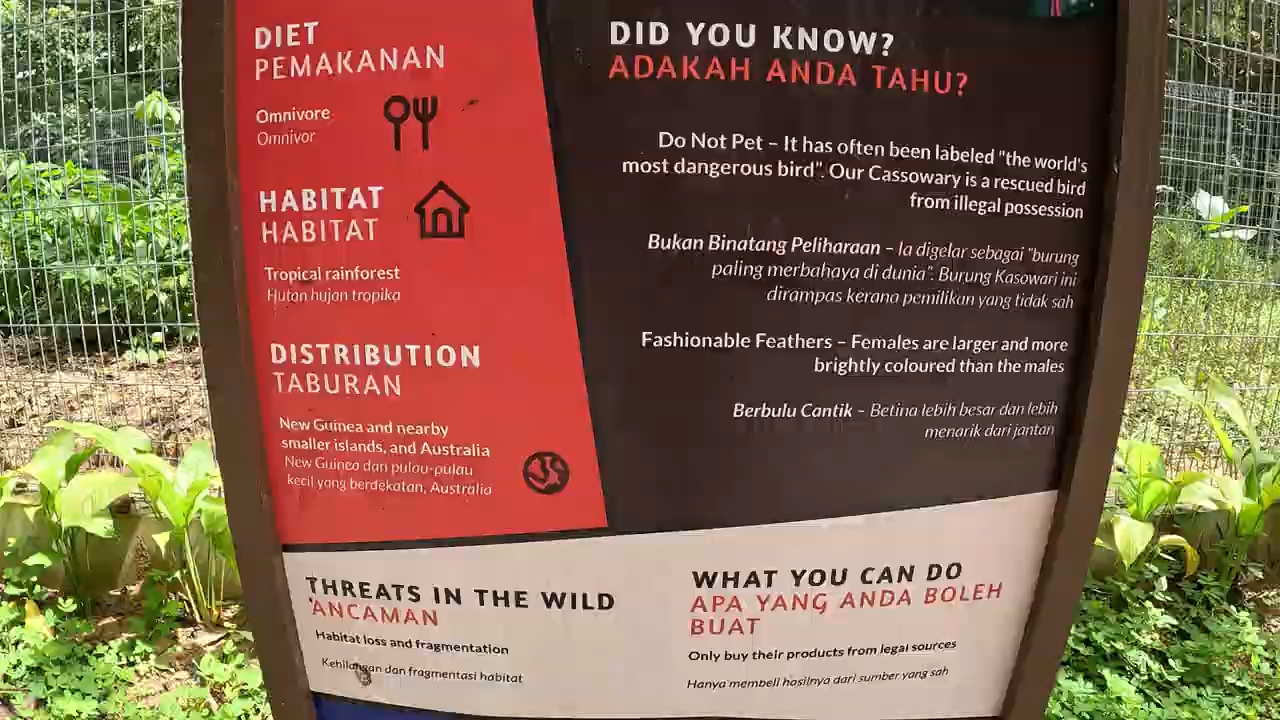 DIET
PEMAKANAN
Omnivore
Omnivor
HABITAT
HABITAT
Tropical rainforest
Hutan hujan tropika
DISTRIBUTION
TABURAN
New Guinea and nearby
smaller islands, and Australia
New Guinea dan pulau-pulau
kecil yang berdekatan, Australia
DID YOU KNOW?
ADAKAH ANDA TAHU?
Do Not Pet – It has often been labeled "the world's
most dangerous bird". Our Cassowary is a rescued bird
from illegal possession
Bukan Binatang Peliharaan – Ia digelar sebagai "burung
paling merbahaya di dunia". Burung Kasowari ini
dirampas kerana pemilikan yang tidak sah
Fashionable Feathers – Females are larger and more
brightly coloured than the males
Berbulu Cantik – Betina lebih besar dan lebih
menarik dari jantan
THREATS IN THE WILD
ANCAMAN
Habitat loss and fragmentation
Kehilangan dan fragmentasi habitat
WHAT YOU CAN DO
APA YANG ANDA BOLEH
BUAT
Only buy their products from legal sources
Hanya membeli hasilnya dari sumber yang sah